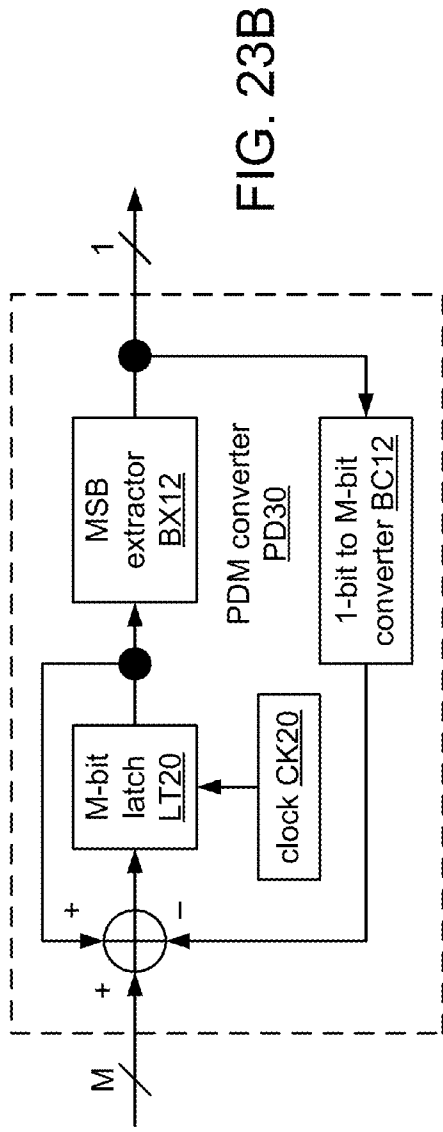 M
+
+
−
M-bit
latch
LT20
clock CK20
MSB
extractor
BX12
PDM converter
PD30
1-bit to M-bit
converter BC12
1
FIG. 23B